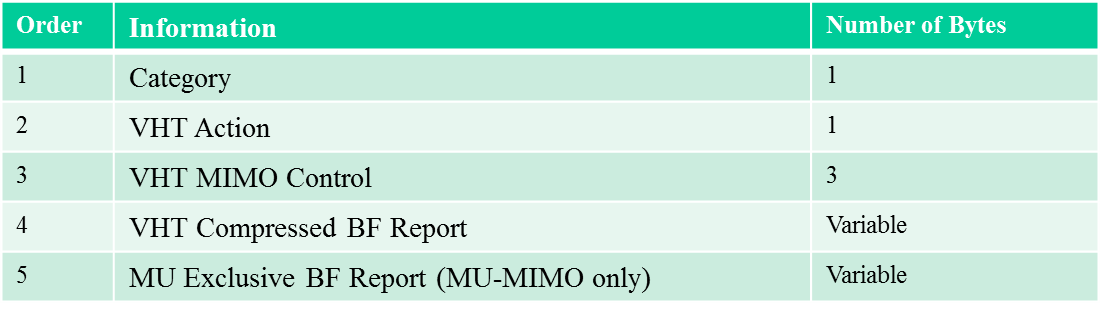 Order Information Number of Bytes
1 Category 1
2 VHT Action 1
3 VHT MIMO Control 3
4 VHT Compressed BF Report Variable
5 MU Exclusive BF Report (MU-MIMO only) Variable